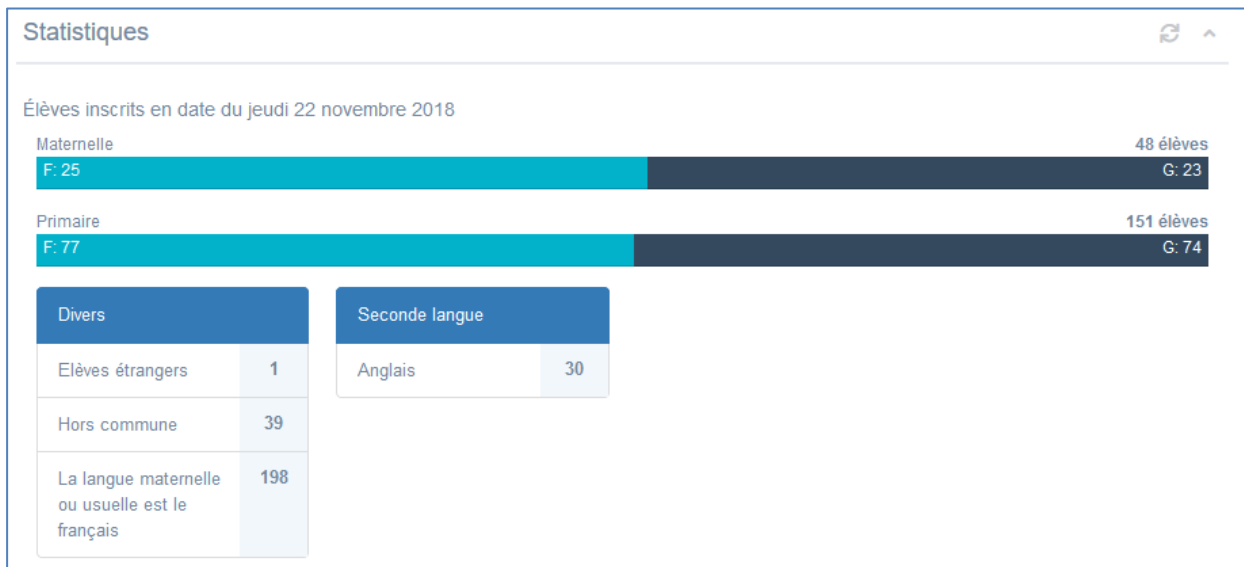 Statistiques
Élèves inscrits en date du jeudi 22 novembre 2018
Maternelle 48 élèves
F: 25 G: 23
Primaire 151 élèves
F: 77 G: 74
Divers
Elèves étrangers 1
Hors commune 39
La langue maternelle 198
ou usuelle est le
français
Seconde langue
Anglais 30